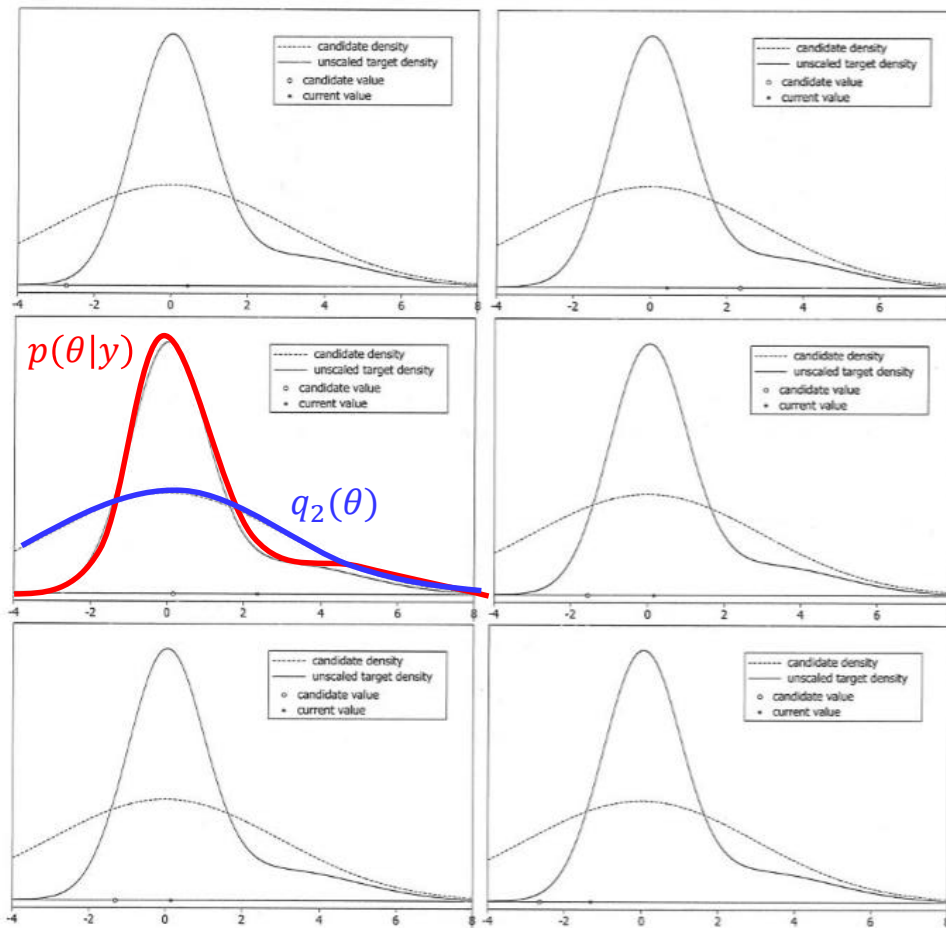 candidate density
unscaled target density
candidate value
current value
-4 -2 0 2 4 6 8
candidate density
unscaled target density
candidate value
current value
-4 -2 0 2 4 6
p(θ|y)
candidate density
unscaled target density
candidate value
current value
q₂(θ)
-4 -2 0 2 4 6 8
candidate density
unscaled target density
candidate value
current value
-4 -2 0 2 4 6
candidate density
unscaled target density
candidate value
current value
-4 -2 0 2 4 6 8
candidate density
unscaled target density
candidate value
current value
-4 -2 0 2 4 6 8